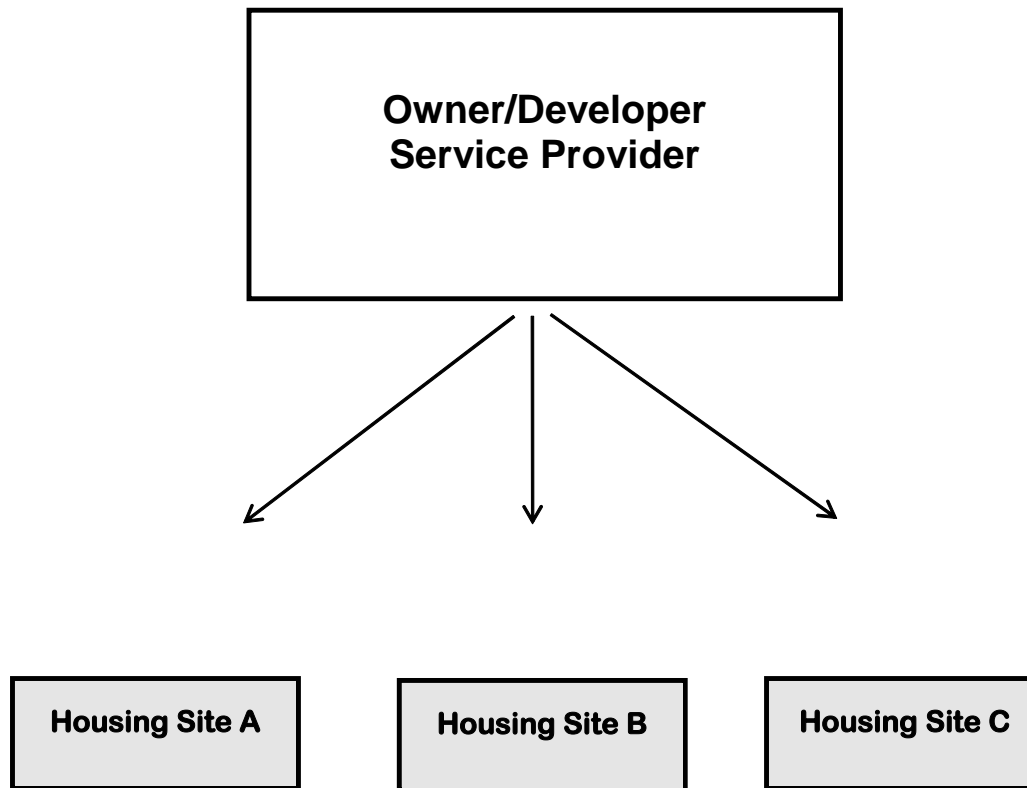 Owner/Developer
Service Provider
Housing Site A
Housing Site B
Housing Site C